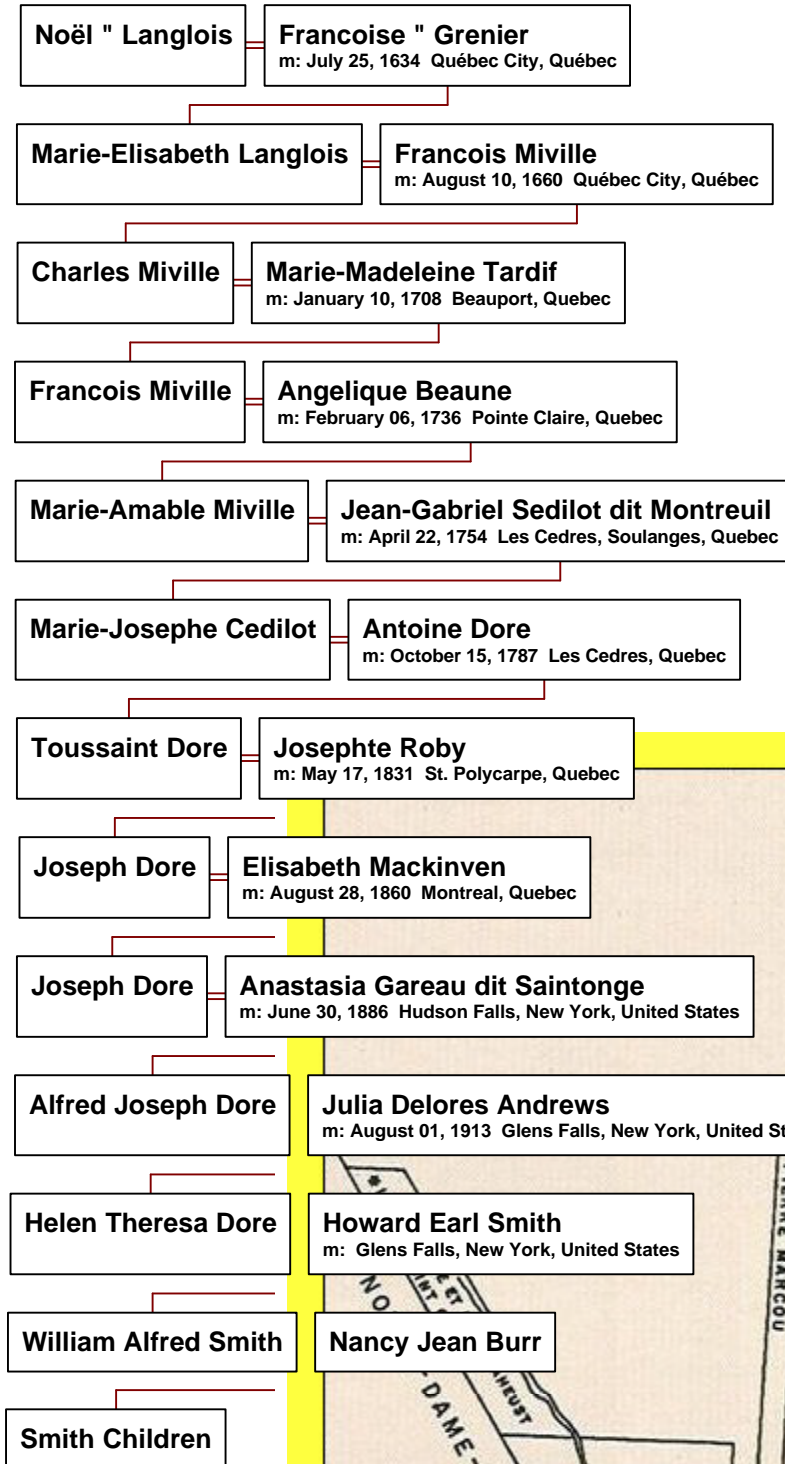 Noël " Langlois
Francoise " Grenier
m: July 25, 1634 Québec City, Québec
Marie-Elisabeth Langlois
Francois Miville
m: August 10, 1660 Québec City, Québec
Charles Miville
Marie-Madeleine Tardif
m: January 10, 1708 Beauport, Quebec
Francois Miville
Angelique Beaune
m: February 06, 1736 Pointe Claire, Quebec
Marie-Amable Miville
Jean-Gabriel Sedilot dit Montreuil
m: April 22, 1754 Les Cedres, Soulanges, Quebec
Marie-Josephe Cedilot
Antoine Dore
m: October 15, 1787 Les Cedres, Quebec
Toussaint Dore
Josephte Roby
m: May 17, 1831 St. Polycarpe, Quebec
Joseph Dore
Elisabeth Mackinven
m: August 28, 1860 Montreal, Quebec
Joseph Dore
Anastasia Gareau dit Saintonge
m: June 30, 1886 Hudson Falls, New York, United States
Alfred Joseph Dore
Julia Delores Andrews
m: August 01, 1913 Glens Falls, New York, United St
Helen Theresa Dore
Howard Earl Smith
m: Glens Falls, New York, United States
William Alfred Smith
Nancy Jean Burr
Smith Children
MARCOU
DAME-